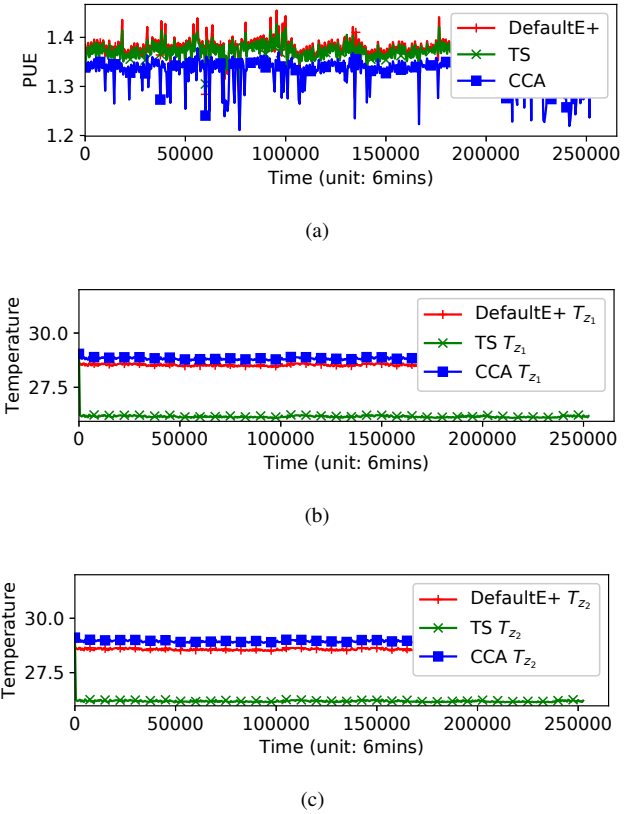 1.4
1.3
1.2
PUE
DefaultE+
TS
CCA
0 50000 100000 150000 200000 250000
Time (unit: 6mins)
(a)
30.0
27.5
Temperature
DefaultE+ T_{z_1}
TS T_{z_1}
CCA T_{z_1}
0 50000 100000 150000 200000 250000
Time (unit: 6mins)
(b)
30.0
27.5
Temperature
DefaultE+ T_{z_2}
TS T_{z_2}
CCA T_{z_2}
0 50000 100000 150000 200000 250000
Time (unit: 6mins)
(c)